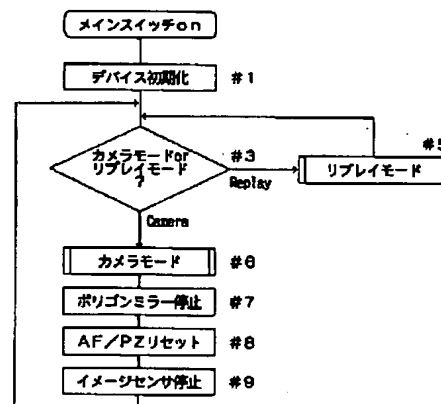 メインスイッチon
デバイス初期化 #1
カメラモードor
リプレイモード
?
#3
Replay
#5
リプレイモード
Camera
カメラモード #6
ポリゴンミラー停止 #7
AF/PZリセット #8
イメージセンサ停止 #9